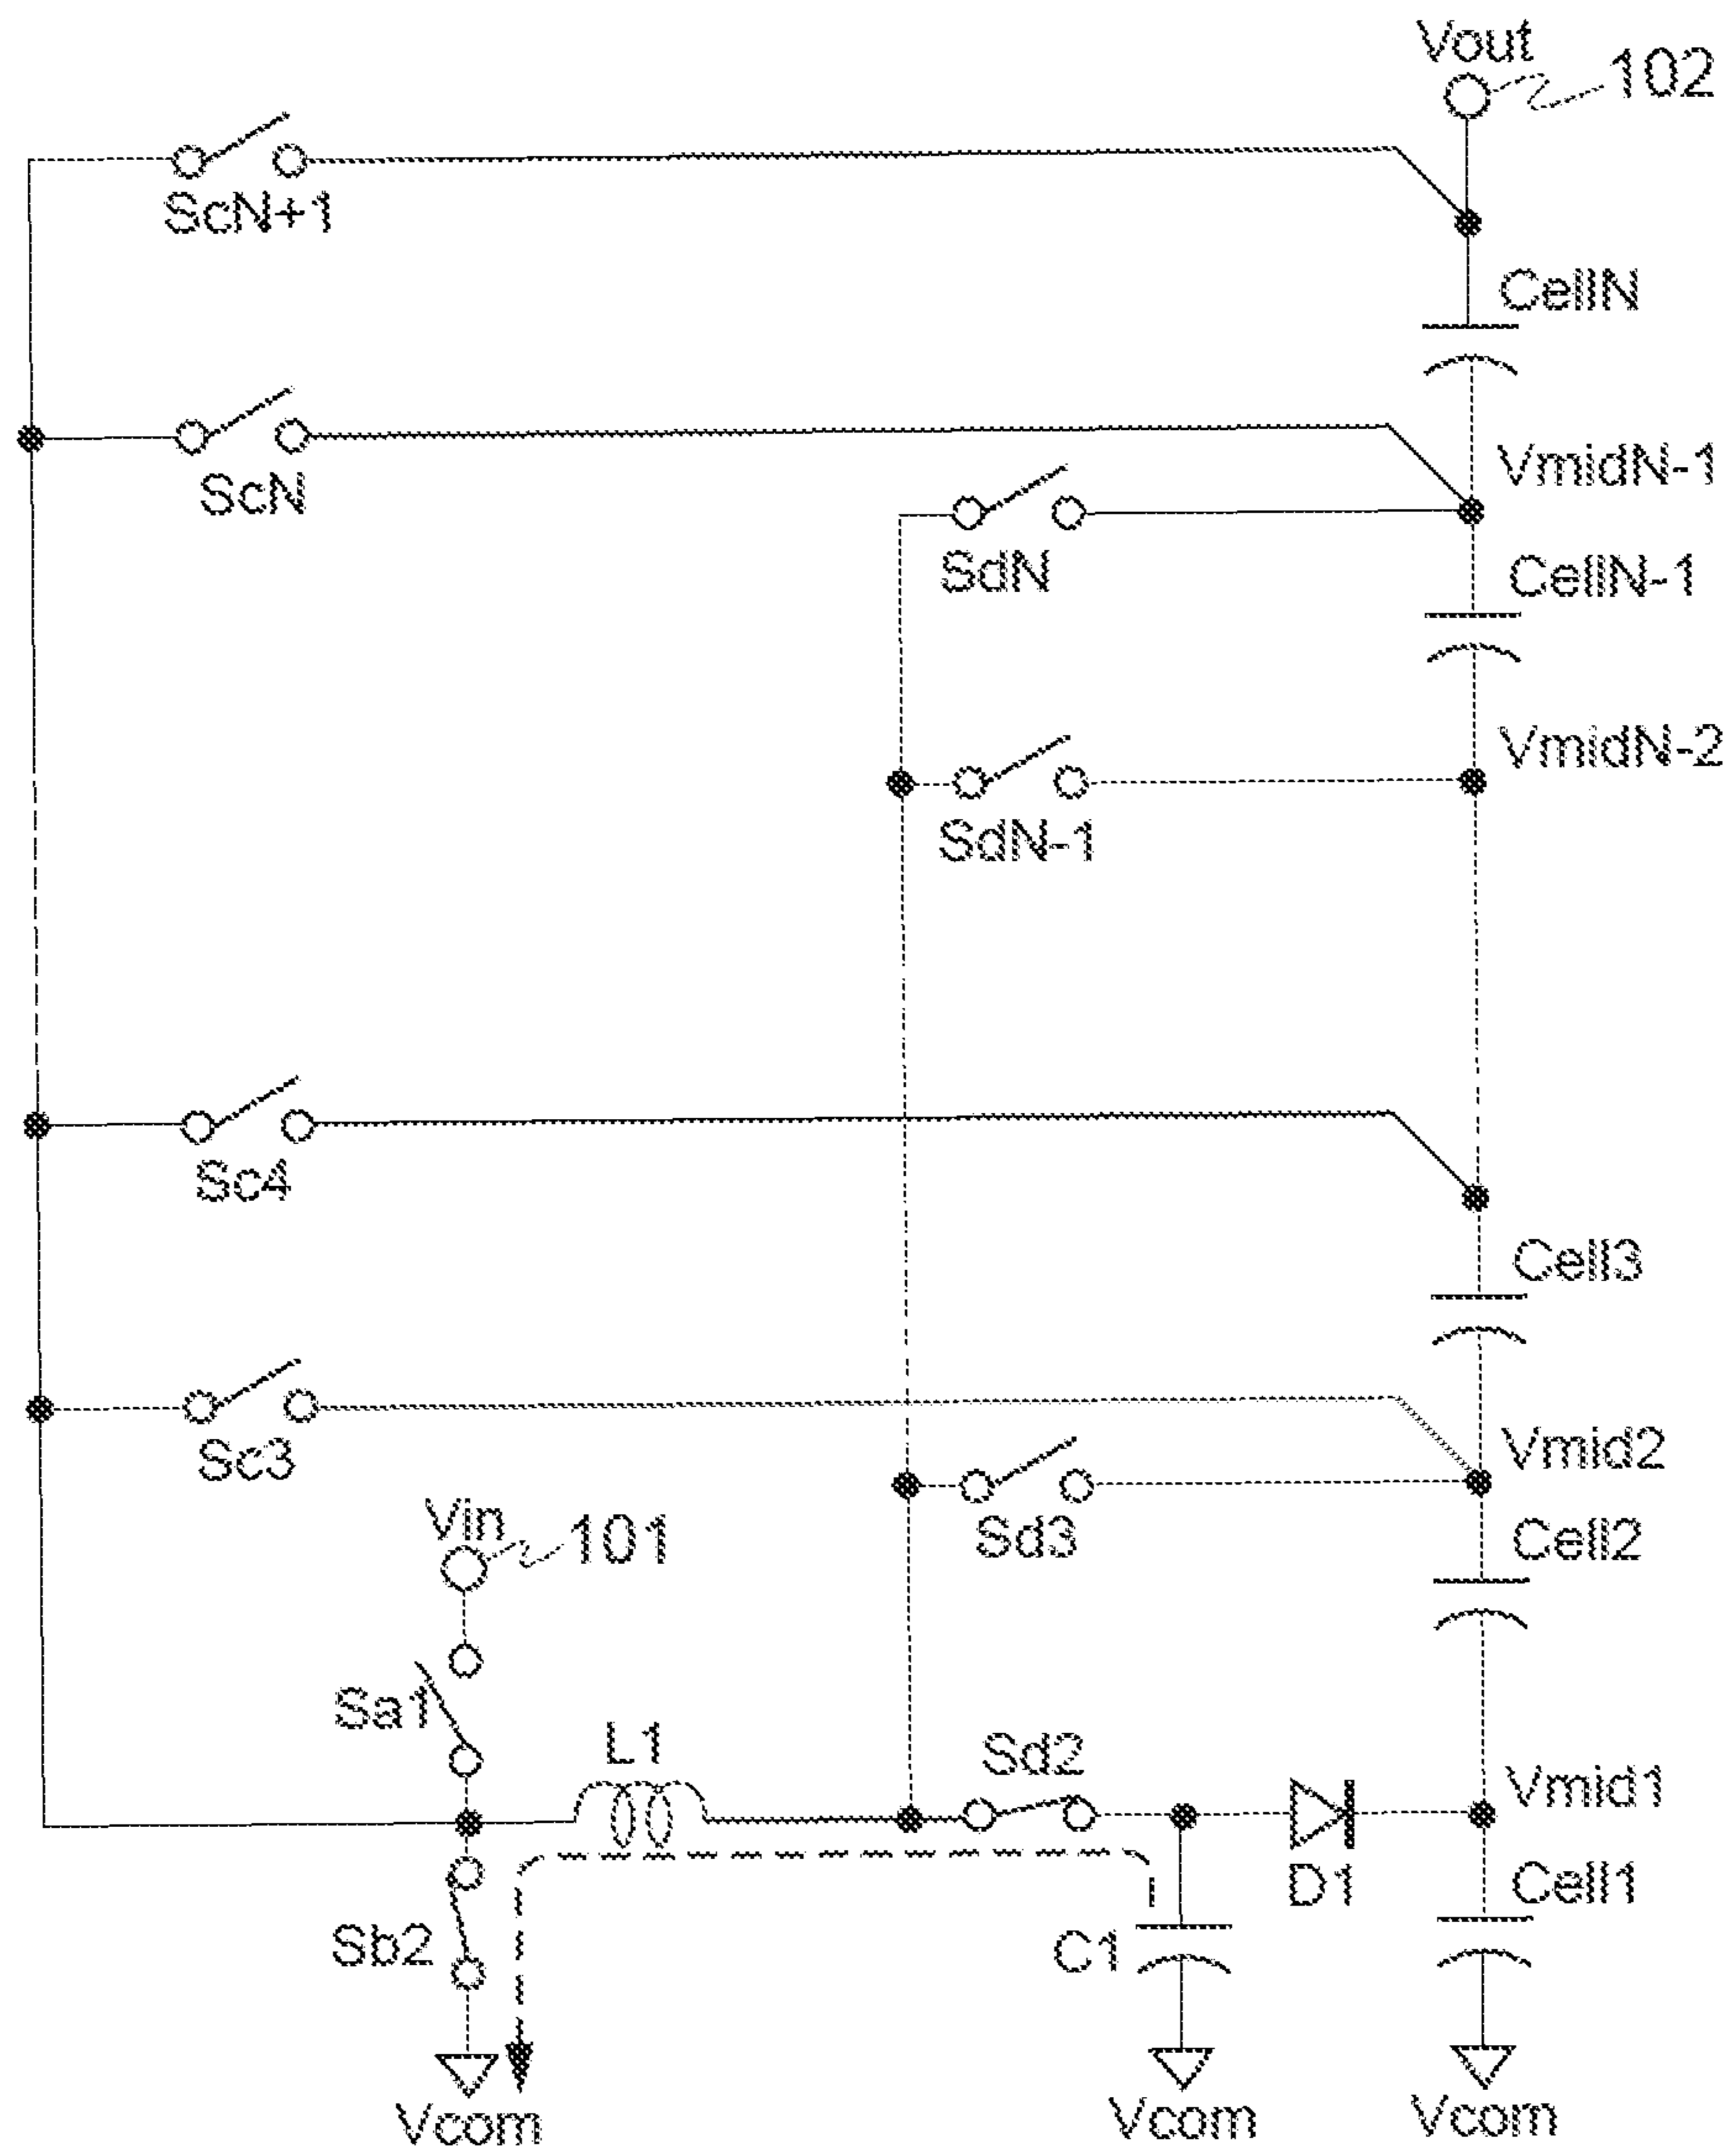 Vout
102
ScN+1
CellN
ScN
VmidN-1
SdN
CellN-1
VmidN-2
SdN-1
Sc4
Cell3
Sc3
Vmid2
Vin
101
Sd3
Cell2
Sa1
L1
Sd2
Vmid1
Sb2
C1
D1
Cell1
Vcom
Vcom
Vcom